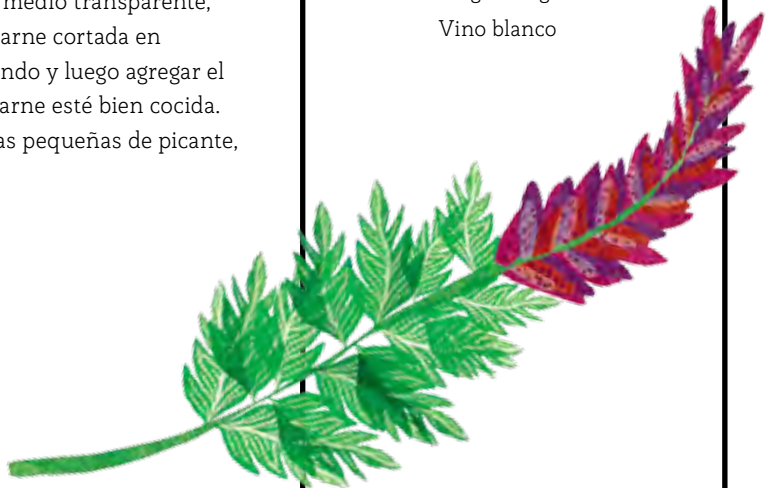 medio transparente,
arne cortada en
ndo y luego agregar el
arne esté bien cocida.
as pequeñas de picante,
Vino blanco